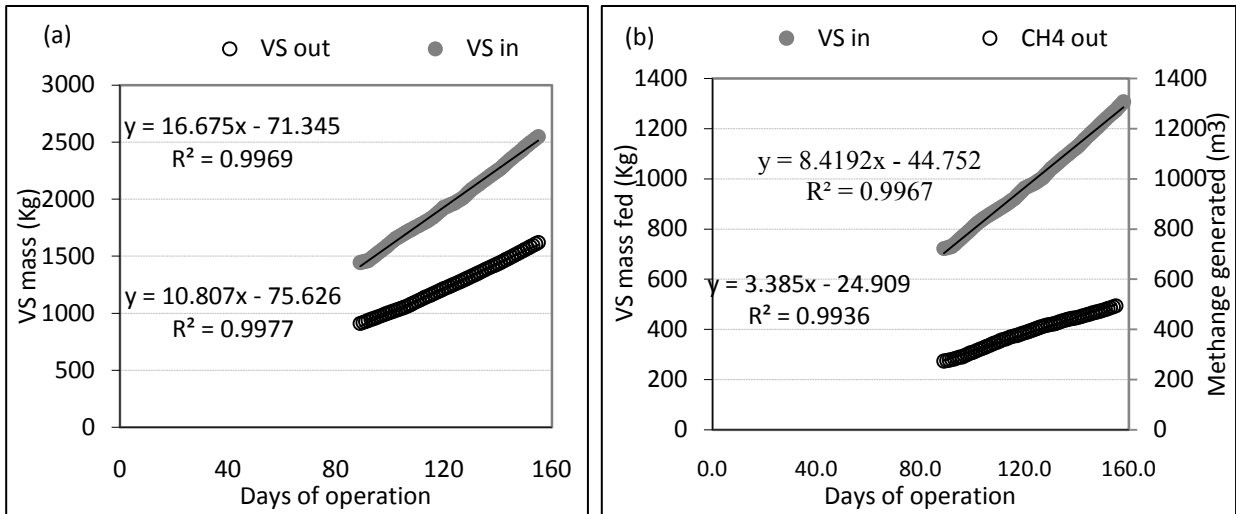 (a)
VS out
VS in
3000
2500
2000
1500
1000
500
0
VS mass (Kg)
y = 16.675x - 71.345
R² = 0.9969
y = 10.807x - 75.626
R² = 0.9977
0 40 80 120 160
Days of operation
(b)
VS in
CH4 out
1400
1200
1000
800
600
400
200
0
VS mass fed (Kg)
y = 8.4192x - 44.752
R² = 0.9967
y = 3.385x - 24.909
R² = 0.9936
1400
1200
1000
800
600
400
200
0
Methange generated (m3)
0.0 40.0 80.0 120.0 160.0
Days of operation